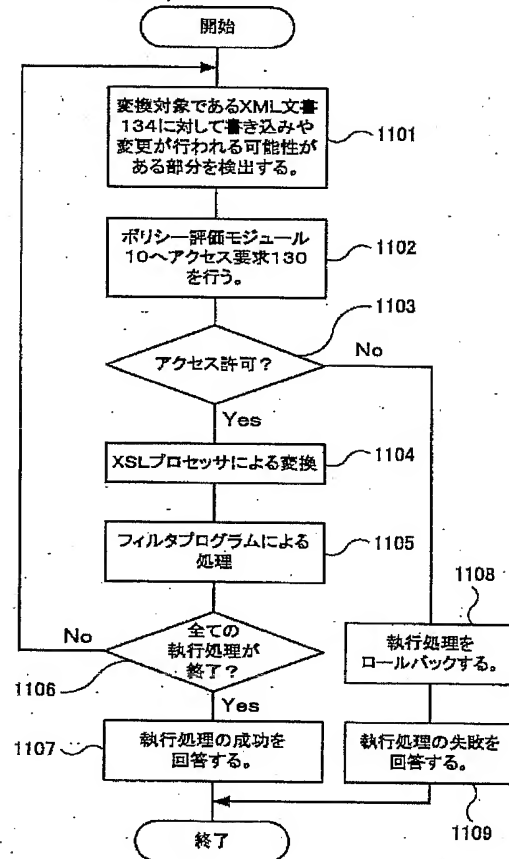 開始
変換対象であるXML文書
134に対して書き込みや
変更が行われる可能性が
ある部分を検出する。
1101
ポリシー評価モジュール
10へアクセス要求130
を行う。
1102
1103
アクセス許可?
No
Yes
XSLプロセッサによる変換
1104
フィルタプログラムによる
処理
1105
全ての
執行処理が
終了?
No
1106
Yes
1108
執行処理を
ロールバックする。
1107
執行処理の成功を
回答する。
執行処理の失敗を
回答する。
1109
終了